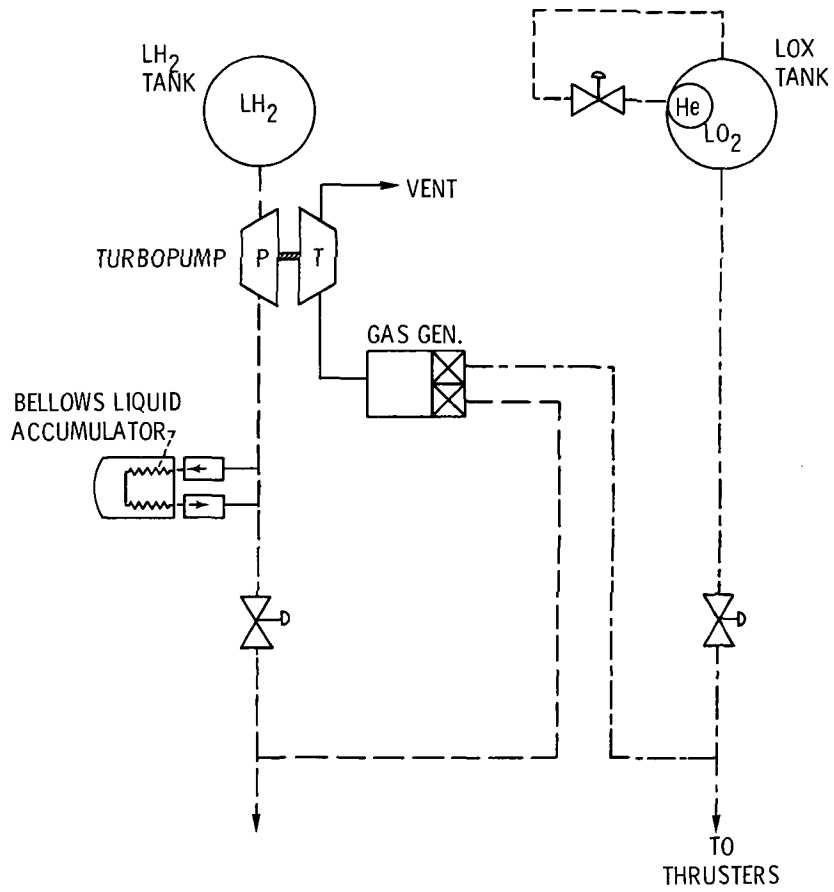 LH2
TANK
LH2
LOX
TANK
He
LO2
VENT
TURBOPUMP
P
T
GAS GEN.
BELLOWS LIQUID
ACCUMULATOR
TO
THRUSTERS